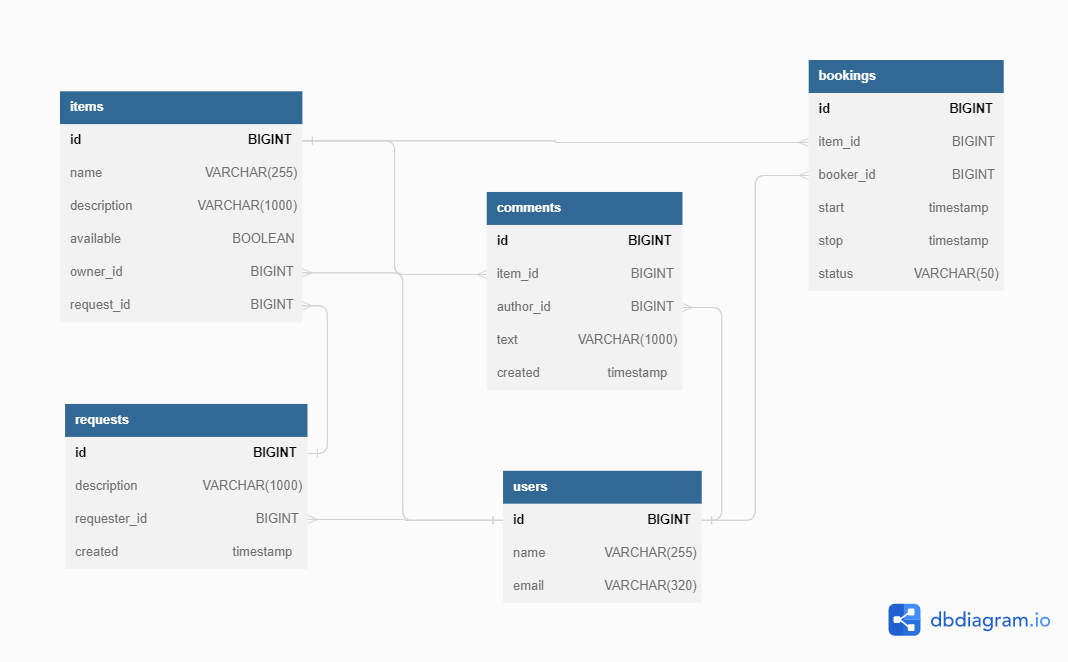 items
id BIGINT
name VARCHAR(255)
description VARCHAR(1000)
available BOOLEAN
owner_id BIGINT
request_id BIGINT
requests
id BIGINT
description VARCHAR(1000)
requester_id BIGINT
created timestamp
comments
id BIGINT
item_id BIGINT
author_id BIGINT
text VARCHAR(1000)
created timestamp
users
id BIGINT
name VARCHAR(255)
email VARCHAR(320)
bookings
id BIGINT
item_id BIGINT
booker_id BIGINT
start timestamp
stop timestamp
status VARCHAR(50)
dbdiagram.io